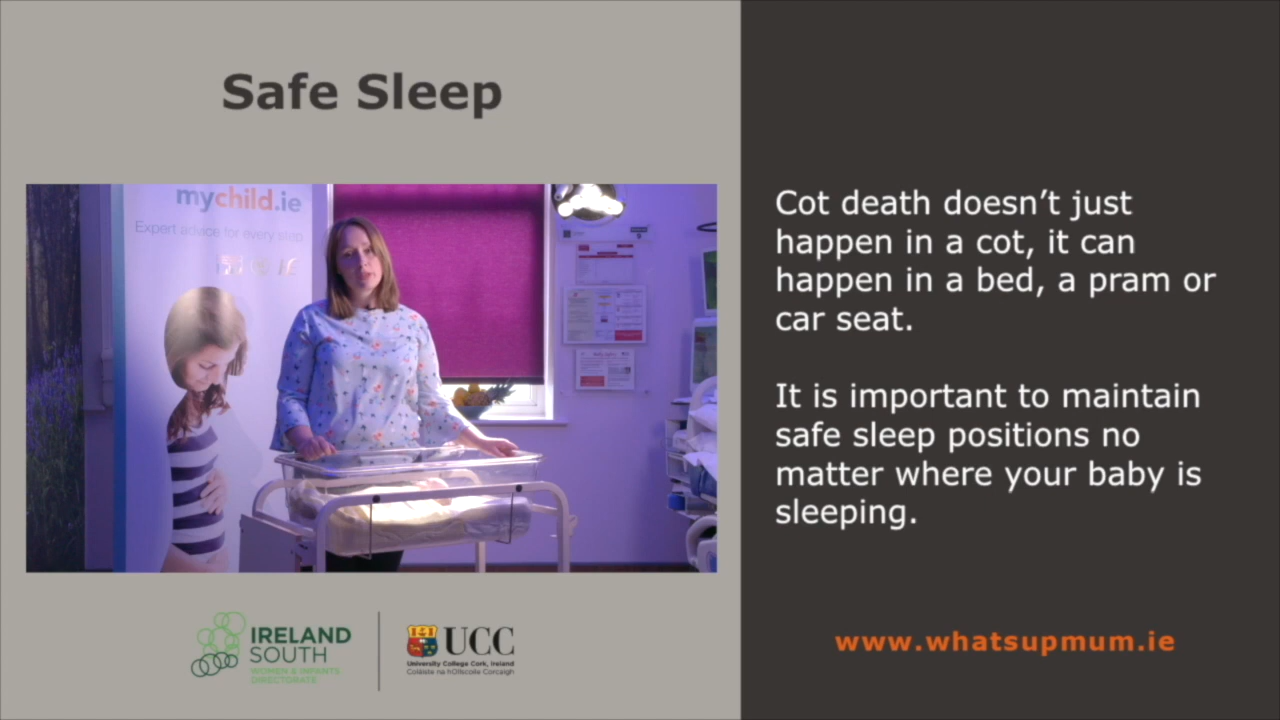 Safe Sleep
mychild.ie
Expert advice for every step
Cot death doesn’t just
happen in a cot, it can
happen in a bed, a pram or
car seat.
It is important to maintain
safe sleep positions no
matter where your baby is
sleeping.
IRELAND
SOUTH
WOMEN & INFANTS
DIRECTORATE
UCC
University College Cork, Ireland
Coláiste na hOllscoile Corcaigh
www.whatsupmum.ie